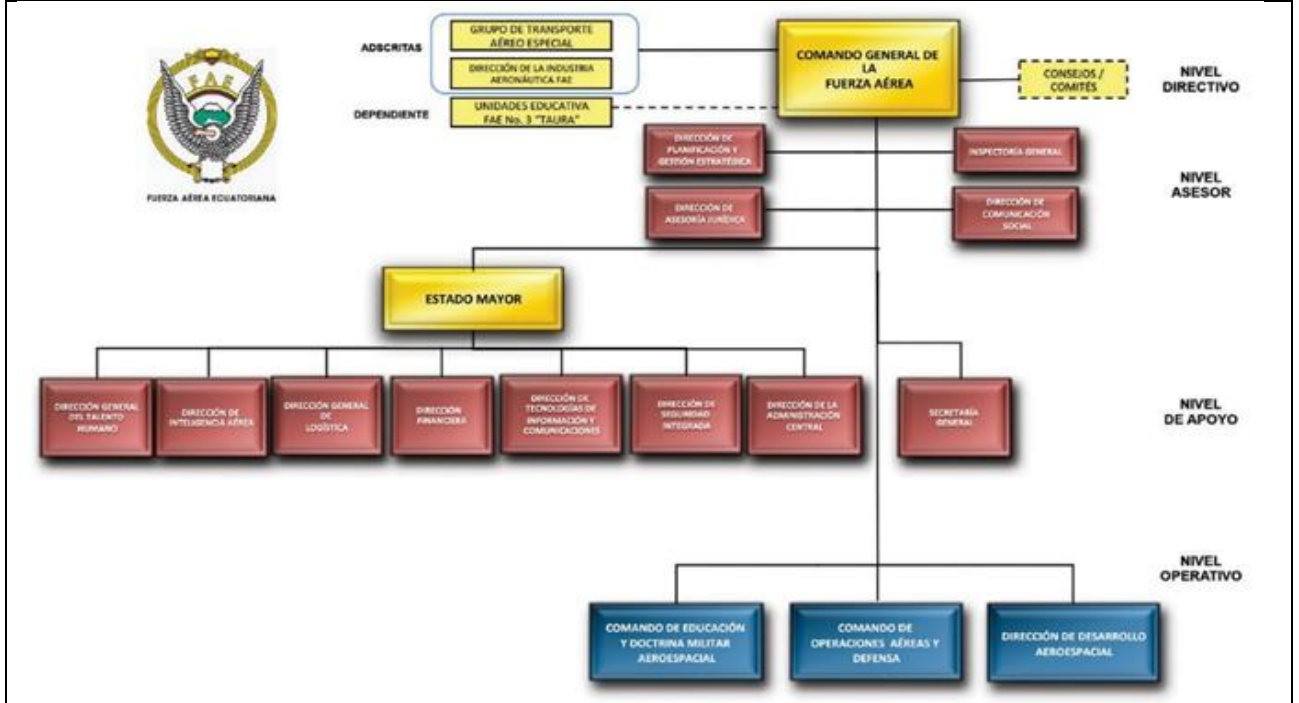 ADSCRITAS
GRUPO DE TRANSPORTE
AÉREO ESPECIAL
DIRECCIÓN DE LA INDUSTRIA
AERONÁUTICA FAE
DEPENDIENTE
UNIDADES EDUCATIVA
FAE No. 3 "TAURA"
COMANDO GENERAL DE
LA
FUERZA AÉREA
CONSEJOS /
COMITÉS
NIVEL
DIRECTIVO
FAE
FUERZA AÉREA ECUATORIANA
DIRECCIÓN DE
PLANIFICACIÓN Y
GESTIÓN ESTRATÉGICA
INSPECTORÍA GENERAL
DIRECCIÓN DE
ASESORÍA JURÍDICA
DIRECCIÓN DE
COMUNICACIÓN
SOCIAL
NIVEL
ASESOR
ESTADO MAYOR
DIRECCIÓN GENERAL
DEL TALENTO
HUMANO
DIRECCIÓN DE
INTELIGENCIA AÉREA
DIRECCIÓN GENERAL
DE
LOGÍSTICA
DIRECCIÓN
FINANCIERA
DIRECCIÓN DE
TECNOLOGÍAS DE
INFORMACIÓN Y
COMUNICACIONES
DIRECCIÓN DE
SEGURIDAD
INTEGRADA
DIRECCIÓN DE LA
ADMINISTRACIÓN
CENTRAL
SECRETARÍA
GENERAL
NIVEL
DE APOYO
NIVEL
OPERATIVO
COMANDO DE EDUCACIÓN
Y DOCTRINA MILITAR
AEROESPACIAL
COMANDO DE
OPERACIONES AÉREAS Y
DEFENSA
DIRECCIÓN DE DESARROLLO
AEROESPACIAL